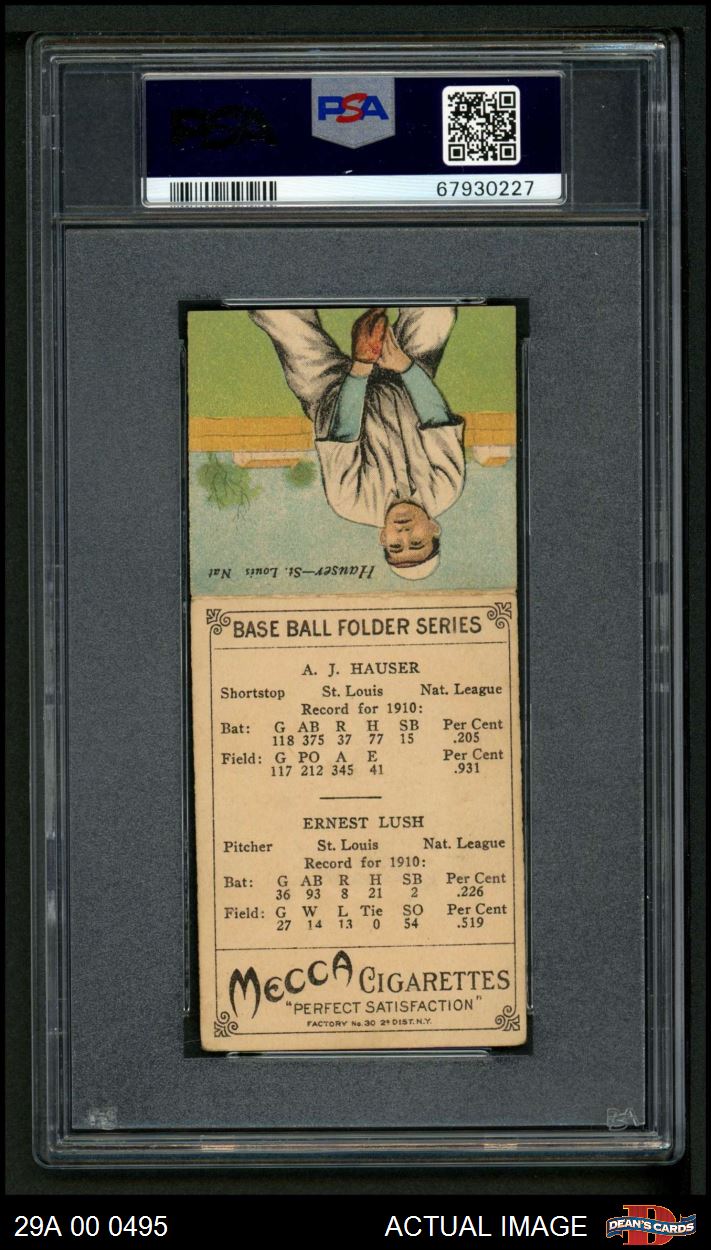 PSA
PSA
67930227
Hauser—St. Louis Nat
BASE BALL FOLDER SERIES
A. J. HAUSER
Shortstop St. Louis Nat. League
Record for 1910:
Bat: G AB R H SB Per Cent
118 375 37 77 15 .205
Field: G PO A E Per Cent
117 212 345 41 .931
ERNEST LUSH
Pitcher St. Louis Nat. League
Record for 1910:
Bat: G AB R H SB Per Cent
36 93 8 21 2 .226
Field: G W L Tie SO Per Cent
27 14 13 0 54 .519
MECCA CIGARETTES
"PERFECT SATISFACTION"
FACTORY No. 30 2ᴰ DIST. N.Y.
PSA
29A 00 0495 ACTUAL IMAGE DEAN'S CARDS